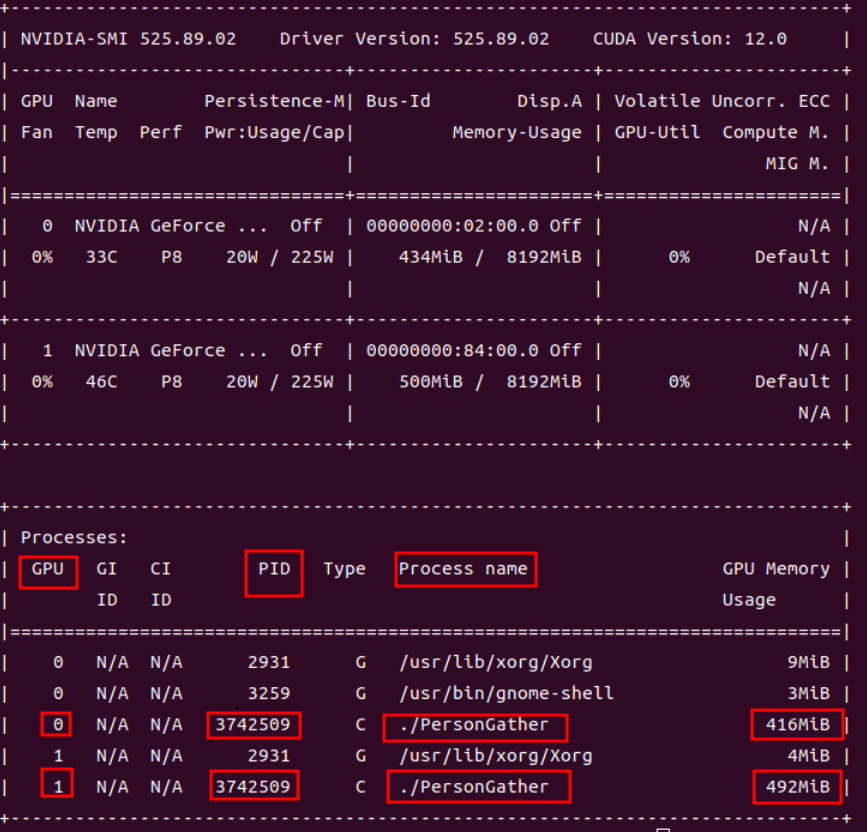 +-----------------------------------------------------------------------------+
| NVIDIA-SMI 525.89.02    Driver Version: 525.89.02    CUDA Version: 12.0     |
|-------------------------------+----------------------+----------------------+
| GPU  Name        Persistence-M| Bus-Id        Disp.A | Volatile Uncorr. ECC |
| Fan  Temp  Perf  Pwr:Usage/Cap|         Memory-Usage | GPU-Util  Compute M. |
|                               |                      |               MIG M. |
|===============================+======================+======================|
|   0  NVIDIA GeForce ...  Off  | 00000000:02:00.0 Off |                  N/A |
|  0%   33C    P8    20W / 225W |    434MiB /  8192MiB |      0%      Default |
|                               |                      |                  N/A |
+-------------------------------+----------------------+----------------------+
|   1  NVIDIA GeForce ...  Off  | 00000000:84:00.0 Off |                  N/A |
|  0%   46C    P8    20W / 225W |    500MiB /  8192MiB |      0%      Default |
|                               |                      |                  N/A |
+-------------------------------+----------------------+----------------------+
+-----------------------------------------------------------------------------+
| Processes:                                                                  |
|  GPU   GI   CI        PID   Type   Process name                  GPU Memory |
|        ID   ID                                                   Usage      |
|=============================================================================|
|    0   N/A  N/A      2931      G   /usr/lib/xorg/Xorg                  9MiB |
|    0   N/A  N/A      3259      G   /usr/bin/gnome-shell                3MiB |
|    0   N/A  N/A   3742509      C   ./PersonGather                    416MiB |
|    1   N/A  N/A      2931      G   /usr/lib/xorg/Xorg                  4MiB |
|    1   N/A  N/A   3742509      C   ./PersonGather                    492MiB |
+-----------------------------------------------------------------------------+